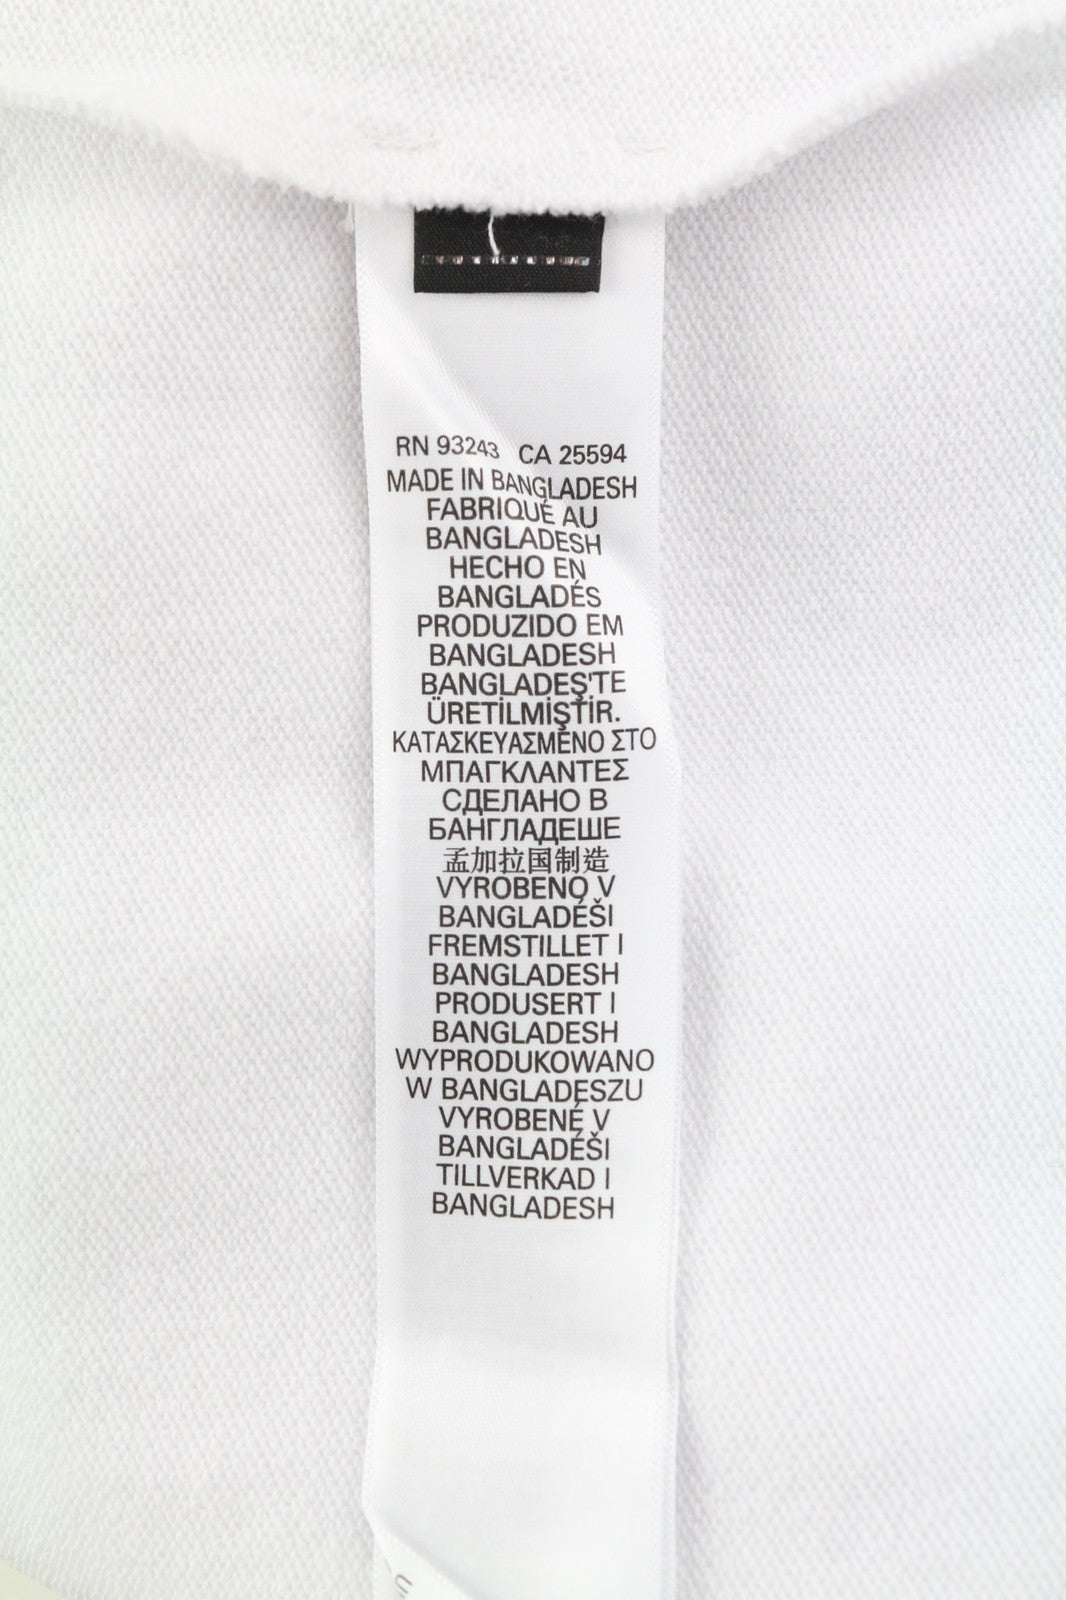 RN 93243 CA 25594
MADE IN BANGLADESH
FABRIQUÉ AU
BANGLADESH
HECHO EN
BANGLADÉS
PRODUZIDO EM
BANGLADESH
BANGLADEŞ'TE
ÜRETİLMİŞTİR.
ΚΑΤΑΣΚΕΥΑΣΜΕΝΟ ΣΤΟ
ΜΠΑΓΚΛΑΝΤΕΣ
СДЕЛАНО В
БАНГЛАДЕШЕ
孟加拉国制造
VYROBENO V
BANGLADÉŠI
FREMSTILLET I
BANGLADESH
PRODUSERT I
BANGLADESH
WYPRODUKOWANO
W BANGLADESZU
VYROBENÉ V
BANGLADÉŠI
TILLVERKAD I
BANGLADESH